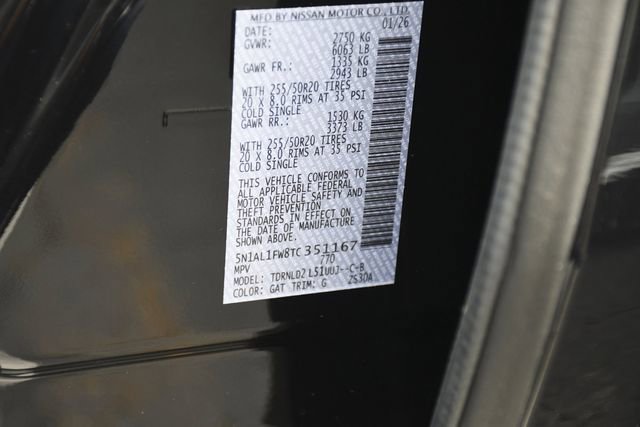 MFD BY NISSAN MOTOR CO., LTD.
DATE: 01/26
GVWR: 2750 KG
6063 LB
GAWR FR.: 1335 KG
2943 LB
WITH 255/50R20 TIRES
20 X 8.0 RIMS AT 35 PSI
COLD SINGLE
GAWR RR.: 1530 KG
3373 LB
WITH 255/50R20 TIRES
20 X 8.0 RIMS AT 35 PSI
COLD SINGLE
THIS VEHICLE CONFORMS TO
ALL APPLICABLE FEDERAL
MOTOR VEHICLE SAFETY AND
THEFT PREVENTION
STANDARDS IN EFFECT ON
THE DATE OF MANUFACTURE
SHOWN ABOVE.
5N1AL1FW8TC351167
MPV 770
MODEL: TDRNLD2 L51UUJ--C-B
COLOR: GAT TRIM: G ZS30A